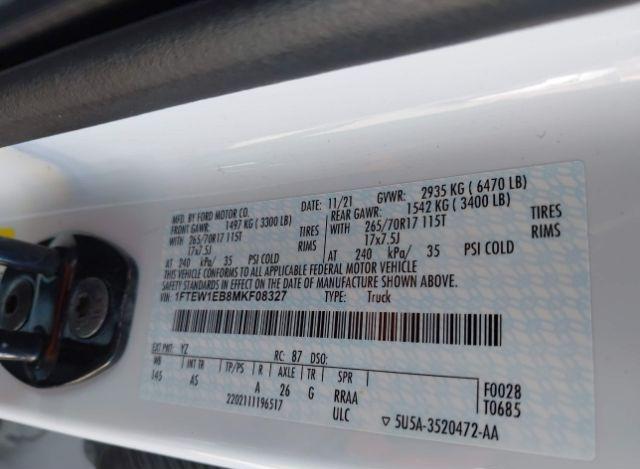 MFD. BY FORD MOTOR CO.
DATE: 11/21 GVWR: 2935 KG ( 6470 LB)
FRONT GAWR: 1497 KG ( 3300 LB) REAR GAWR: 1542 KG ( 3400 LB)
WITH 265/70R17 115T TIRES WITH 265/70R17 115T TIRES
17x7.5J RIMS 17x7.5J RIMS
AT 240 kPa/ 35 PSI COLD AT 240 kPa/ 35 PSI COLD
THIS VEHICLE CONFORMS TO ALL APPLICABLE FEDERAL MOTOR VEHICLE
SAFETY STANDARDS IN EFFECT ON THE DATE OF MANUFACTURE SHOWN ABOVE.
VIN: 1FTEW1EB8MKF08327 TYPE: Truck
EXT PNT: YZ RC: 87 DSO:
WB INT TR TP/PS R AXLE TR SPR F0028
145 AS A 26 G RRAA T0685
2202111196517 ULC ▽ 5U5A-3520472-AA